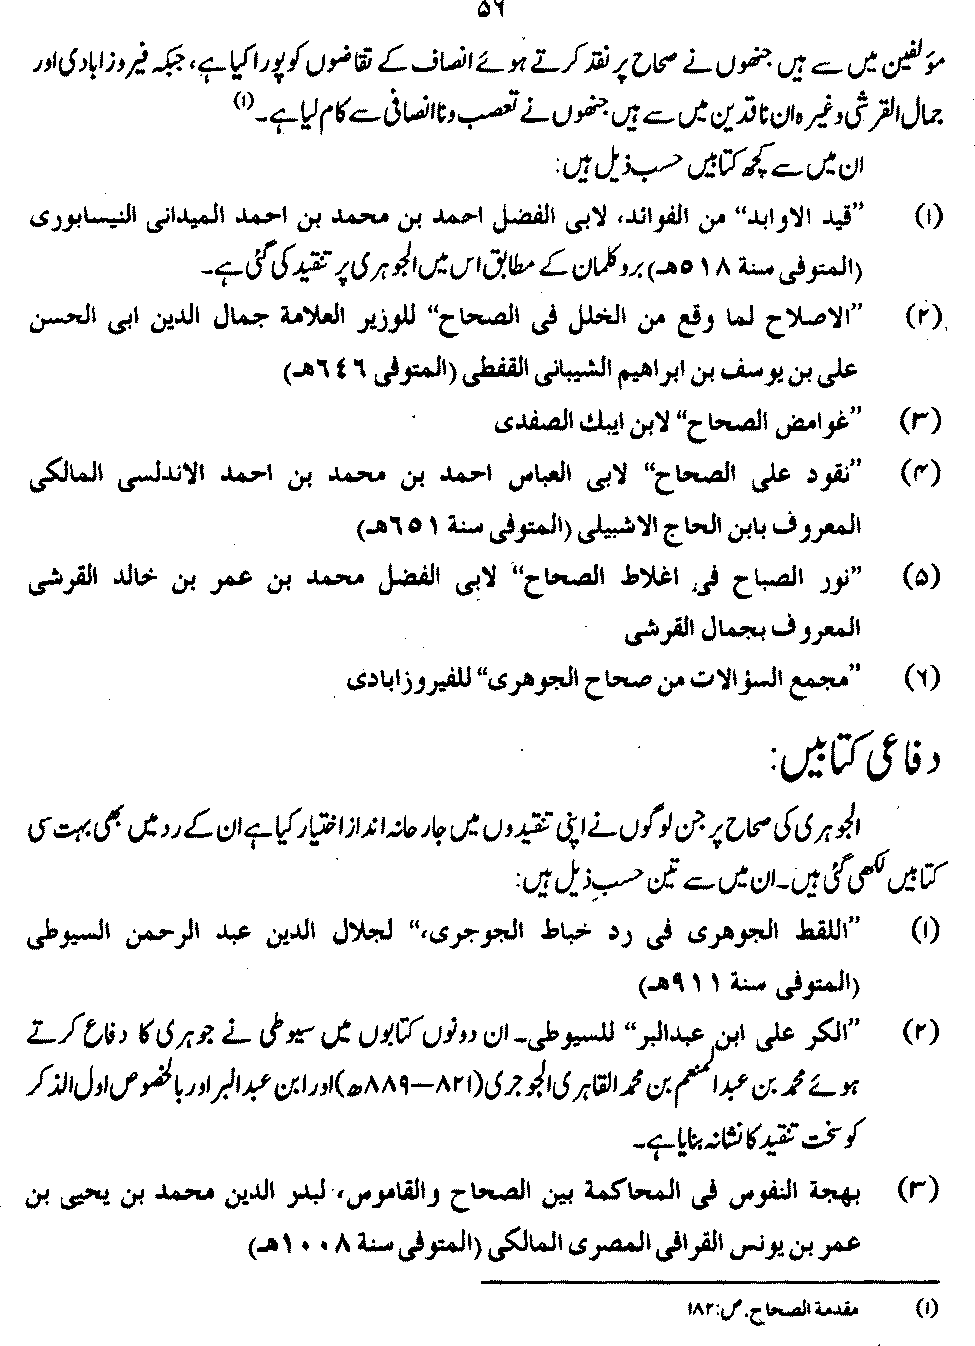 ۵۶
مؤلفین میں سے ہیں جنھوں نے صحاح پر نقد کرتے ہوئے انصاف کے تقاضوں کو پورا کیا ہے، جبکہ فیروزابادی اور
جمال القرشی وغیرہ ان ناقدین میں سے ہیں جنھوں نے تعصب و ناانصافی سے کام لیا ہے۔(۱)
ان میں سے کچھ کتابیں حسب ذیل ہیں:
(۱) ”قید الاوابد“ من الفوائد، لابی الفضل احمد بن محمد بن احمد المیدانی النیسابوری
(المتوفی سنة ۵۱۸ھ) بروکلمان کے مطابق اس میں الجوہری پر تنقید کی گئی ہے۔
(۲) ”الاصلاح لما وقع من الخلل فی الصحاح“ للوزیر العلامة جمال الدین ابی الحسن
علی بن یوسف بن ابراهیم الشیبانی القفطی (المتوفی ٦٤٦ھ)
(۳) ”غوامض الصحاح“ لابن ایبك الصفدی
(۴) ”نقود علی الصحاح“ لابی العباس احمد بن محمد بن احمد الاندلسی المالکی
المعروف بابن الحاج الاشبیلی (المتوفی سنة ٦٥١ھ)
(۵) ”نور الصباح فی اغلاط الصحاح“ لابی الفضل محمد بن عمر بن خالد القرشی
المعروف بجمال القرشی
(۶) ”مجمع السؤالات من صحاح الجوهری“ للفیروزابادی
دفاعی کتابیں:
الجوہری کی صحاح پر جن لوگوں نے اپنی تنقیدوں میں جارحانہ انداز اختیار کیا ہے ان کے رد میں بھی بہت سی
کتابیں لکھی گئی ہیں۔ ان میں سے تین حسب ذیل ہیں:
(۱) ”اللقط الجوهری فی رد خباط الجوجری،“ لجلال الدین عبد الرحمن السیوطی
(المتوفی سنة ۹۱۱ھ)
(۲) ”الکر علی ابن عبدالبر“ للسیوطی۔ ان دونوں کتابوں میں سیوطی نے جوہری کا دفاع کرتے
ہوئے محمد بن عبدالمنعم بن محمد القاہری الجوجری (۸۲۱–۸۸۹ھ) اور ابن عبدالبر اور بالخصوص اول الذکر
کو سخت تنقید کا نشانہ بنایا ہے۔
(۳) بهجة النفوس فی المحاکمة بین الصحاح والقاموس، لبدر الدین محمد بن یحیی بن
عمر بن یونس القرافی المصری المالکی (المتوفی سنة ۱۰۰۸ھ)
(۱) مقدمة الصحاح. ص: ۱۸۲